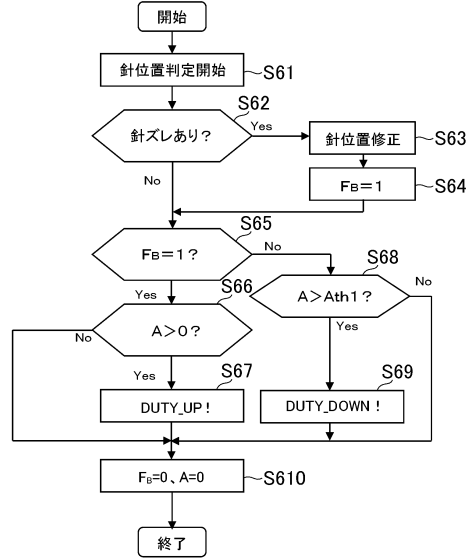 開始
針位置判定開始
S61
針ズレあり？
S62
Yes
No
針位置修正
S63
FB＝1
S64
FB＝1？
S65
No
Yes
A＞Ath1？
S68
No
Yes
A＞0？
S66
No
Yes
DUTY_UP！
S67
DUTY_DOWN！
S69
FB=0、A=0
S610
終了